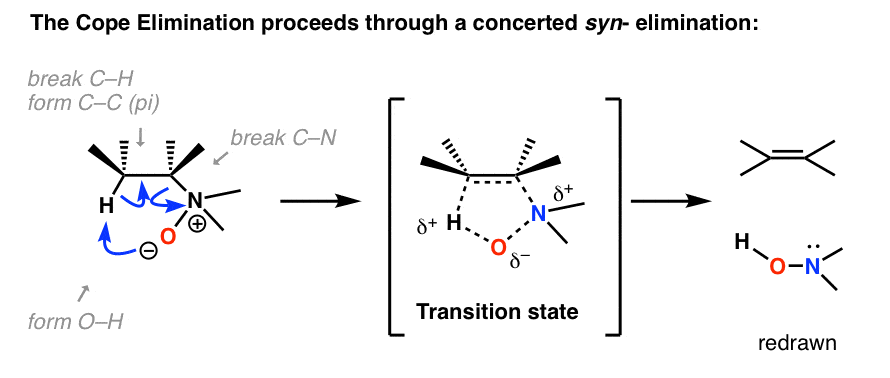 The Cope Elimination proceeds through a concerted syn- elimination:
break C–H
form C–C (pi)
break C–N
H
N
⊕
O
⊖
form O–H
δ+
H
O
δ–
N
δ+
Transition state
H
O–N
redrawn